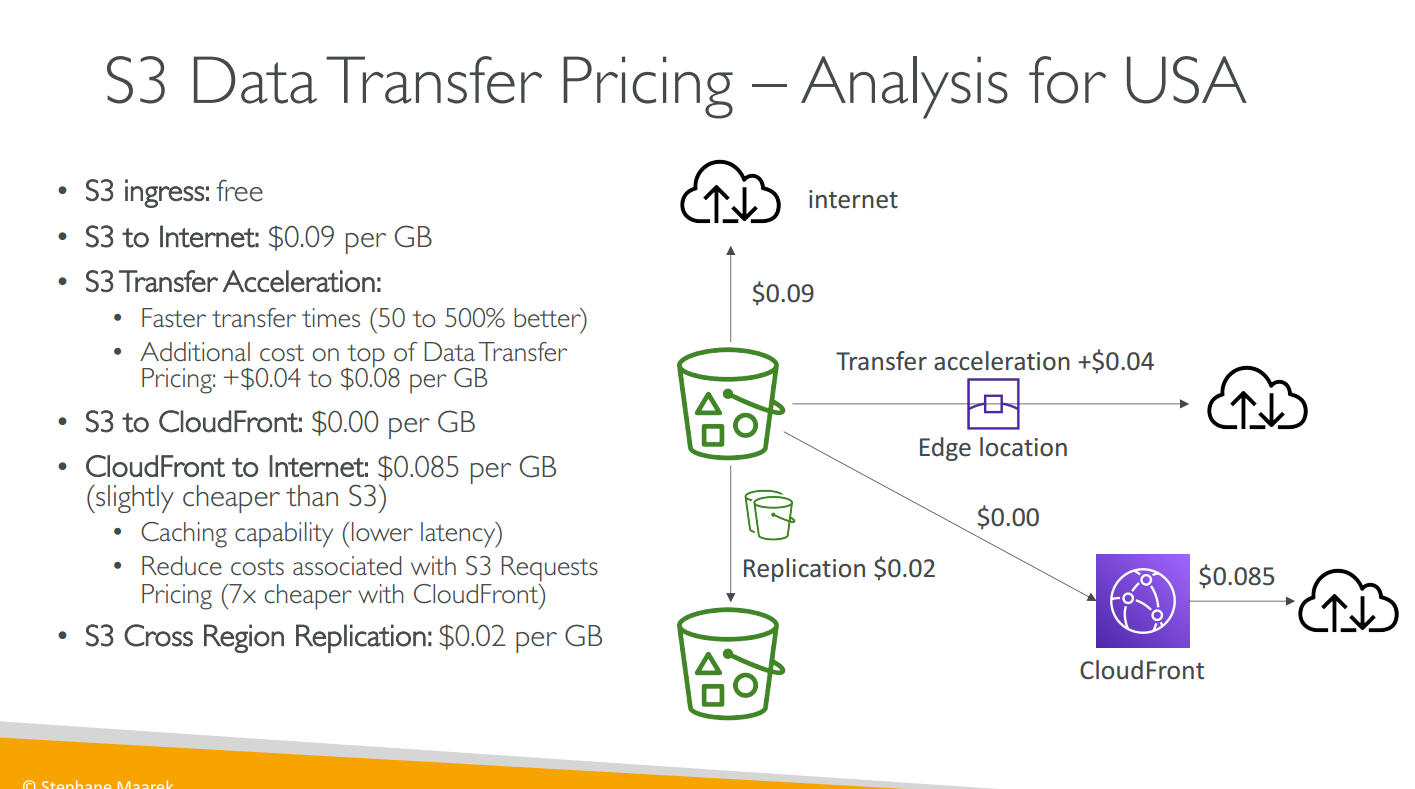 S3 Data Transfer Pricing – Analysis for USA
• S3 ingress: free
• S3 to Internet: $0.09 per GB
• S3 Transfer Acceleration:
• Faster transfer times (50 to 500% better)
• Additional cost on top of Data Transfer
Pricing: +$0.04 to $0.08 per GB
• S3 to CloudFront: $0.00 per GB
• CloudFront to Internet: $0.085 per GB
(slightly cheaper than S3)
• Caching capability (lower latency)
• Reduce costs associated with S3 Requests
Pricing (7x cheaper with CloudFront)
• S3 Cross Region Replication: $0.02 per GB
internet
$0.09
Transfer acceleration +$0.04
Edge location
$0.00
Replication $0.02
$0.085
CloudFront
© Stephane Maarek